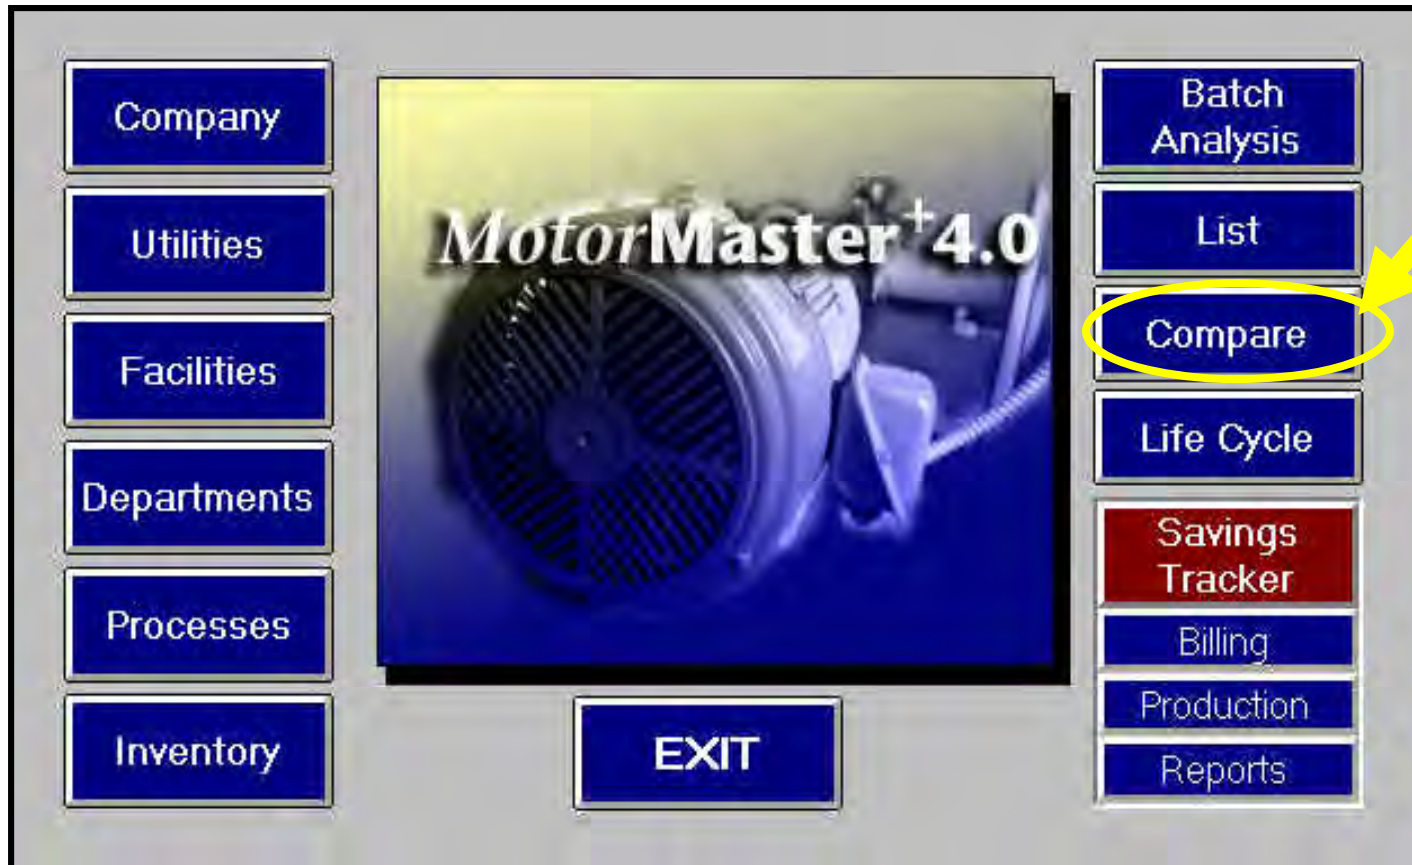 Company
Utilities
Facilities
Departments
Processes
Inventory
MotorMaster+4.0
EXIT
Batch
Analysis
List
Compare
Life Cycle
Savings
Tracker
Billing
Production
Reports